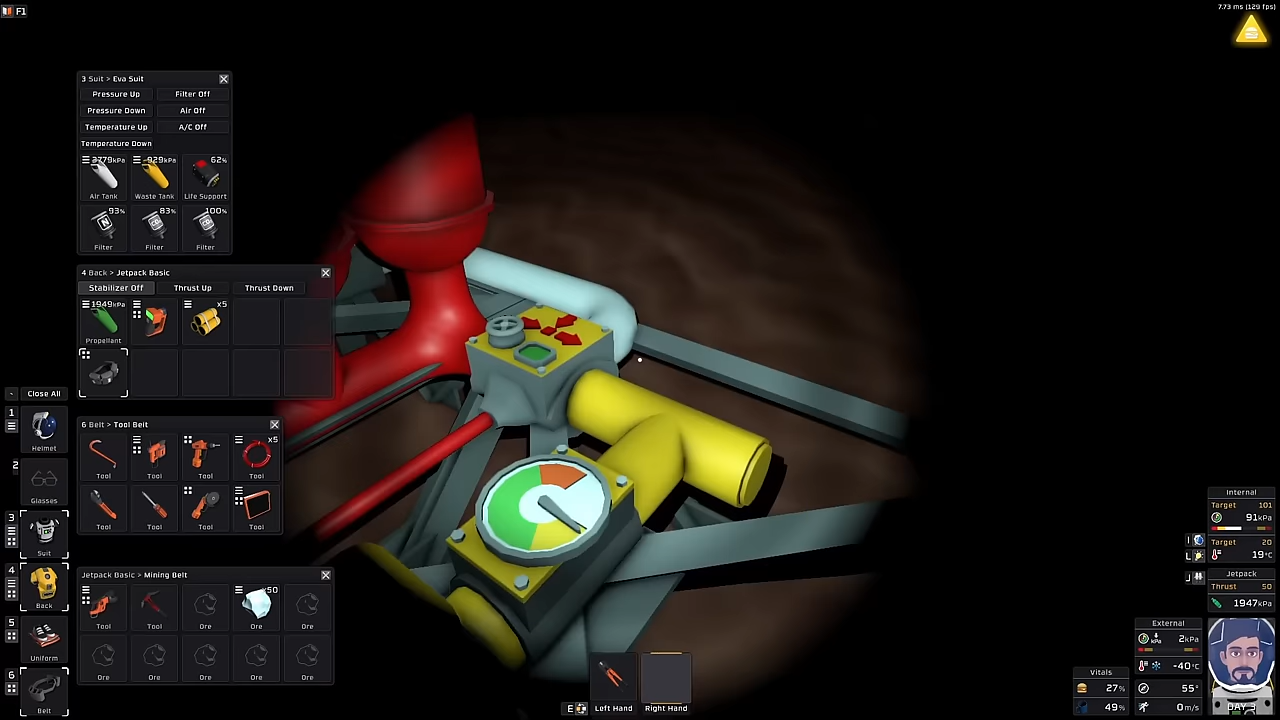 F1
7.73 ms (129 fps)
3 Suit > Eva Suit
Pressure Up
Filter Off
Pressure Down
Air Off
Temperature Up
A/C Off
Temperature Down
3779kPa
929kPa
62%
Air Tank
Waste Tank
Life Support
93%
83%
100%
Filter
Filter
Filter
4 Back > Jetpack Basic
Stabilizer Off
Thrust Up
Thrust Down
1949kPa
x5
Propellant
~
Close All
1
Helmet
2
Glasses
3
Suit
4
Back
5
Uniform
6
Belt
6 Belt > Tool Belt
x5
Tool
Tool
Tool
Tool
Tool
Tool
Tool
Tool
Jetpack Basic > Mining Belt
x50
Tool
Tool
Ore
Ore
Ore
Ore
Ore
Ore
Ore
Ore
E
Left Hand
Right Hand
Internal
Target 101
91kPa
Target 20
19°C
I
L
J
Jetpack
Thrust 50
1947kPa
External
kPa
2kPa
-40°C
55°
0m/s
Vitals
27%
49%
DAY 3